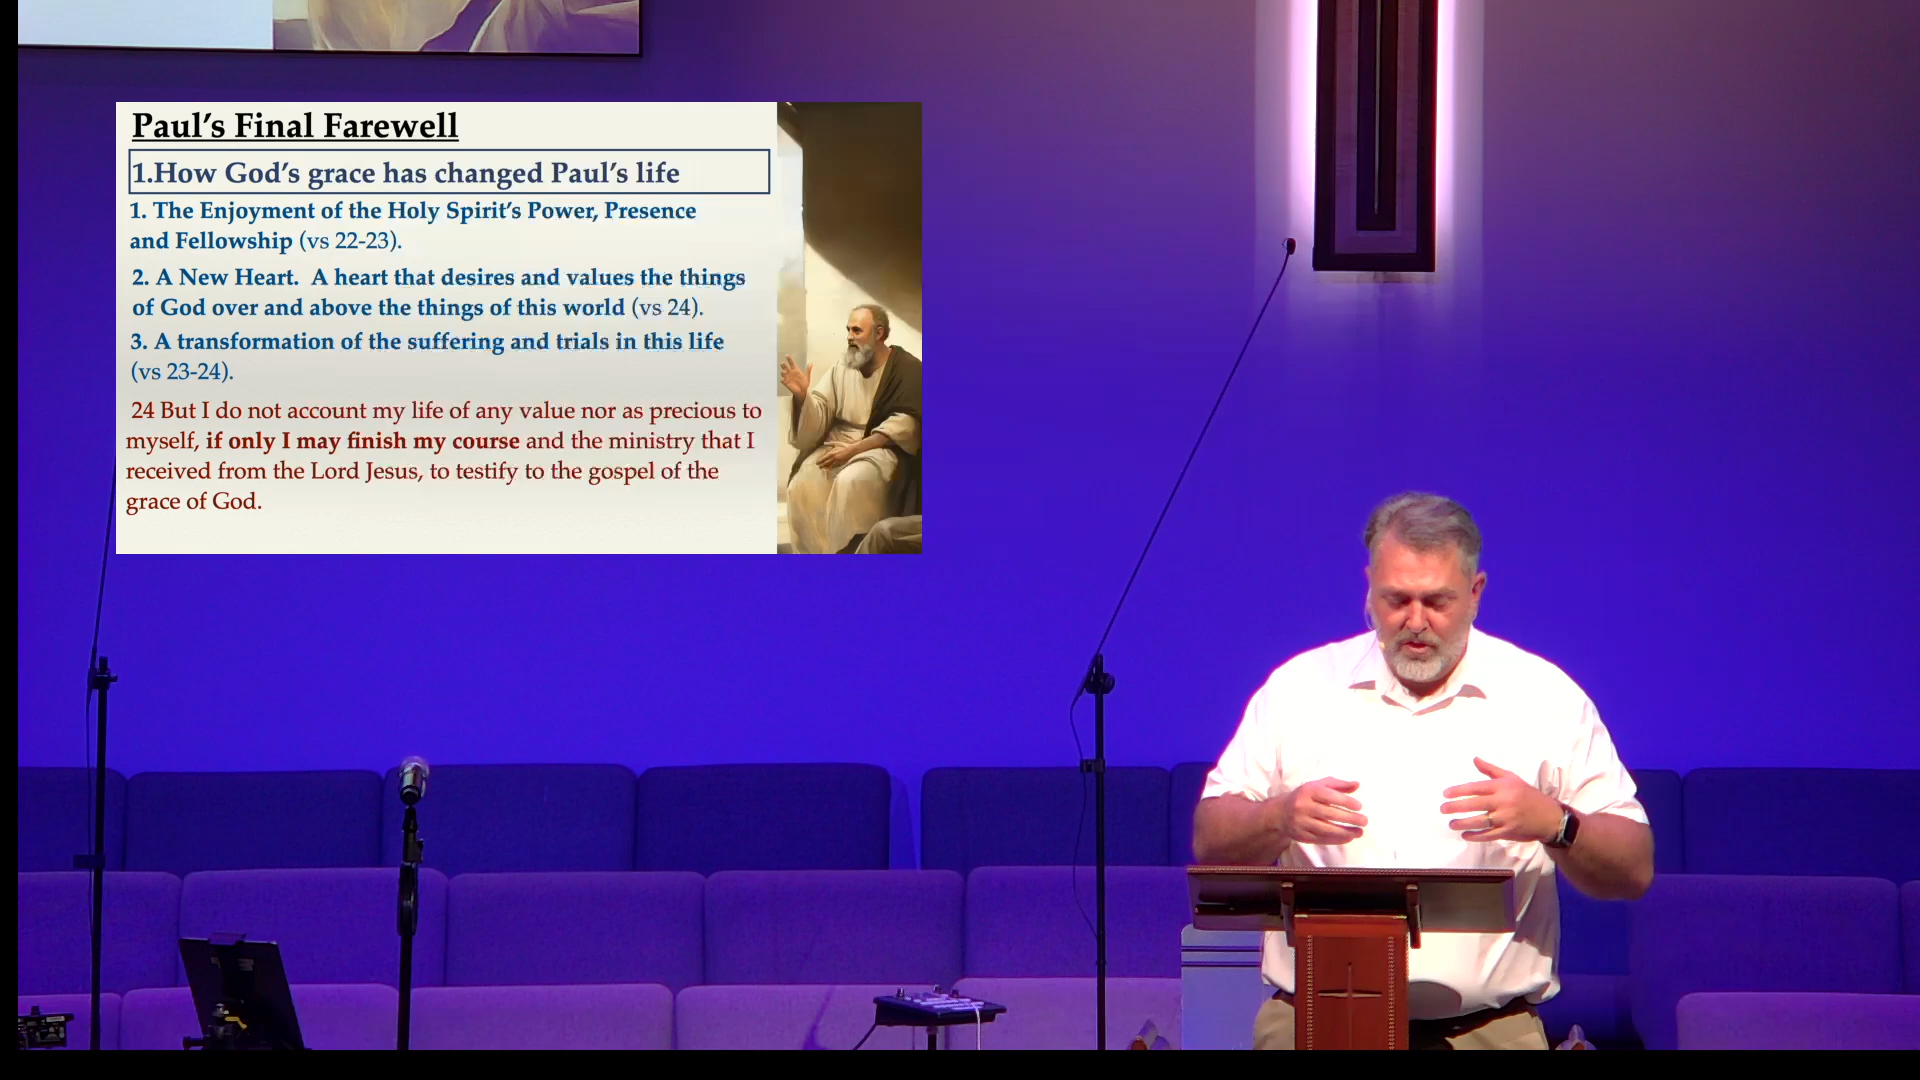 Paul's Final Farewell
1.How God's grace has changed Paul's life
1. The Enjoyment of the Holy Spirit's Power, Presence
and Fellowship (vs 22-23).
2. A New Heart.  A heart that desires and values the things
of God over and above the things of this world (vs 24).
3. A transformation of the suffering and trials in this life
(vs 23-24).
24 But I do not account my life of any value nor as precious to
myself, if only I may finish my course and the ministry that I
received from the Lord Jesus, to testify to the gospel of the
grace of God.